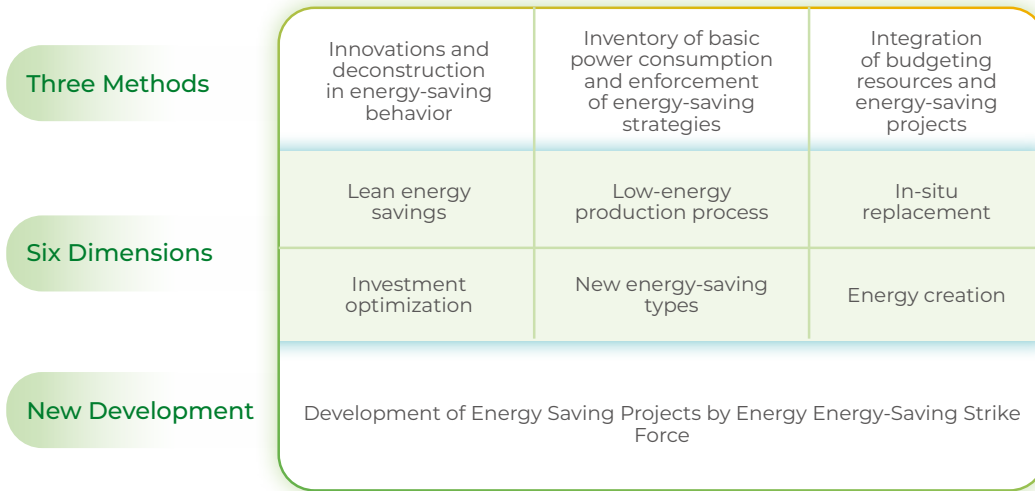 Three Methods
Innovations and
deconstruction
in energy-saving
behavior
Inventory of basic
power consumption
and enforcement
of energy-saving
strategies
Integration
of budgeting
resources and
energy-saving
projects
Six Dimensions
Lean energy
savings
Low-energy
production process
In-situ
replacement
Investment
optimization
New energy-saving
types
Energy creation
New Development
Development of Energy Saving Projects by Energy Energy-Saving Strike
Force